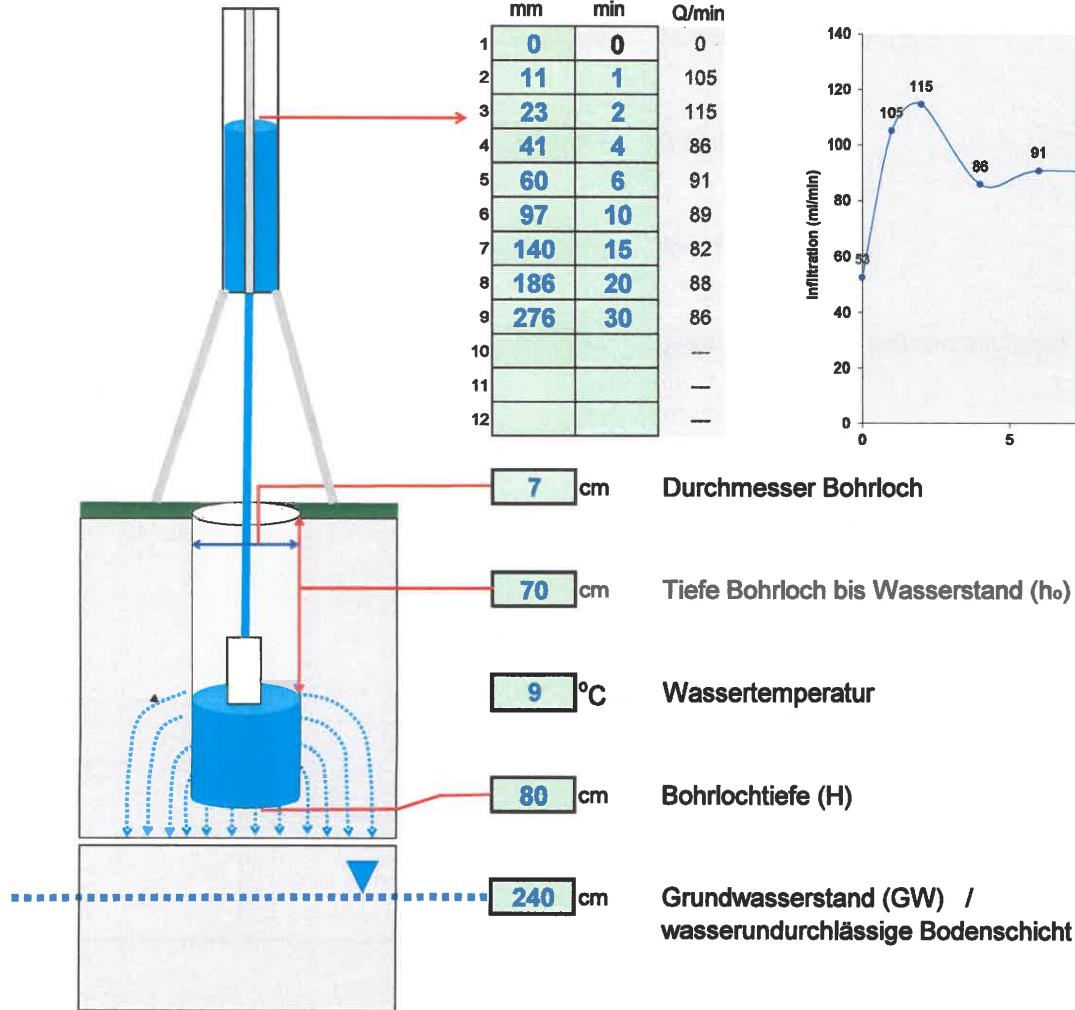 mm min Q/min
1 0 0 0
2 11 1 105
3 23 2 115
4 41 4 86
5 60 6 91
6 97 10 89
7 140 15 82
8 186 20 88
9 276 30 86
10 ---
11 ---
12 ---
140
120
100
80
60
40
20
0
0 5
Infiltration (ml/min)
53
105
115
86
91
7 cm Durchmesser Bohrloch
70 cm Tiefe Bohrloch bis Wasserstand (h₀)
9 °C Wassertemperatur
80 cm Bohrlochtiefe (H)
240 cm Grundwasserstand (GW) /
wasserundurchlässige Bodenschicht